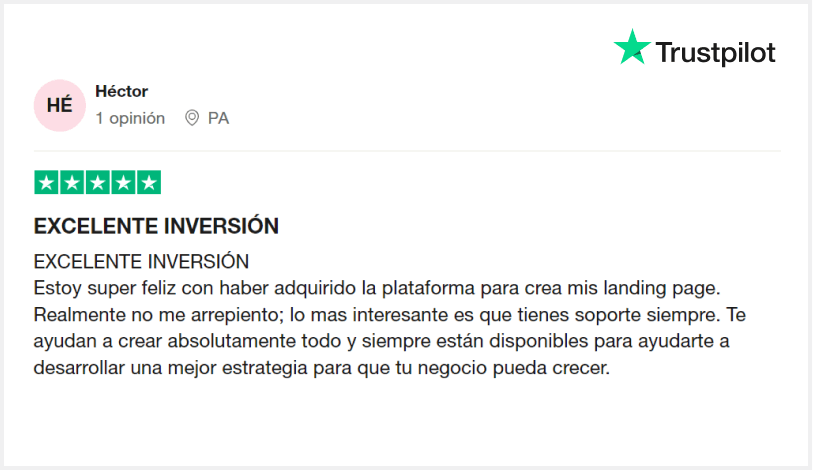 Trustpilot
HÉ
Héctor
1 opinión PA
EXCELENTE INVERSIÓN
EXCELENTE INVERSIÓN
Estoy super feliz con haber adquirido la plataforma para crea mis landing page.
Realmente no me arrepiento; lo mas interesante es que tienes soporte siempre. Te
ayudan a crear absolutamente todo y siempre están disponibles para ayudarte a
desarrollar una mejor estrategia para que tu negocio pueda crecer.